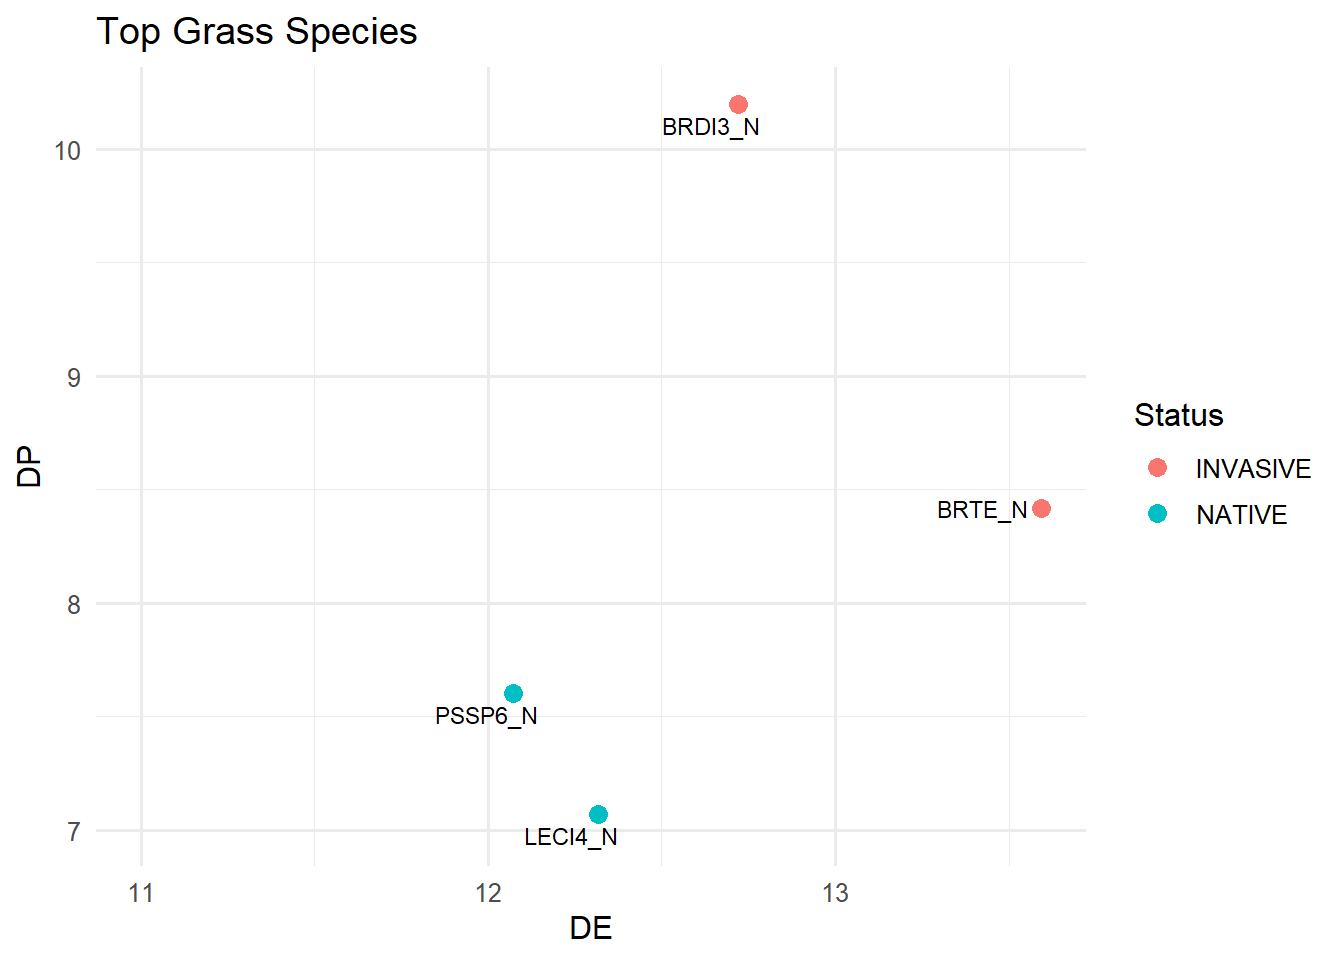 Top Grass Species
BRDI3_N
10
9
Status
INVASIVE
DP
BRTE_N
NATIVE
8
PSSP6_N
7
LECI4_N
11
12
13
DE